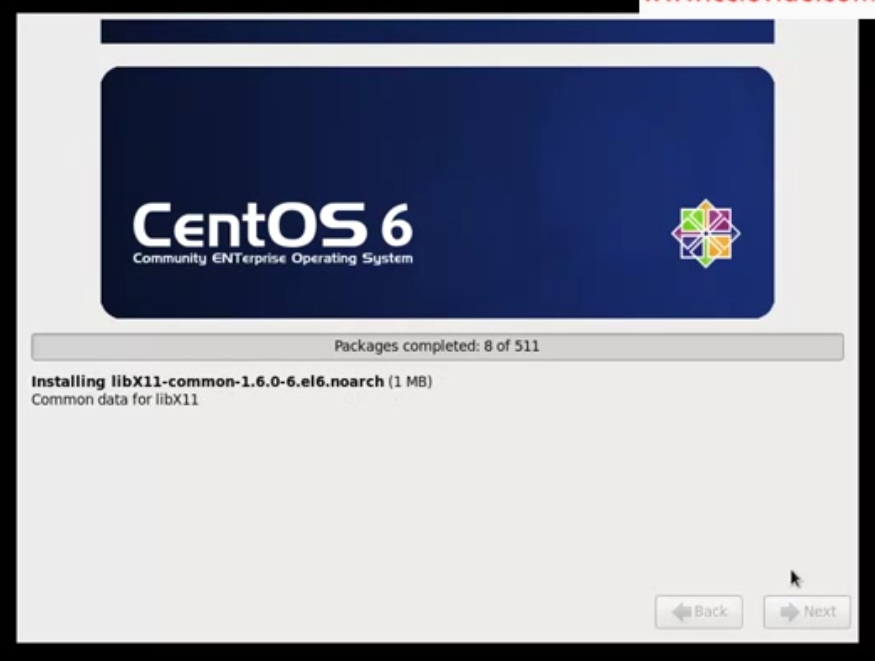 CentOS 6
Community ENTerprise Operating System
Packages completed: 8 of 511
Installing libX11-common-1.6.0-6.el6.noarch (1 MB)
Common data for libX11
Back
Next